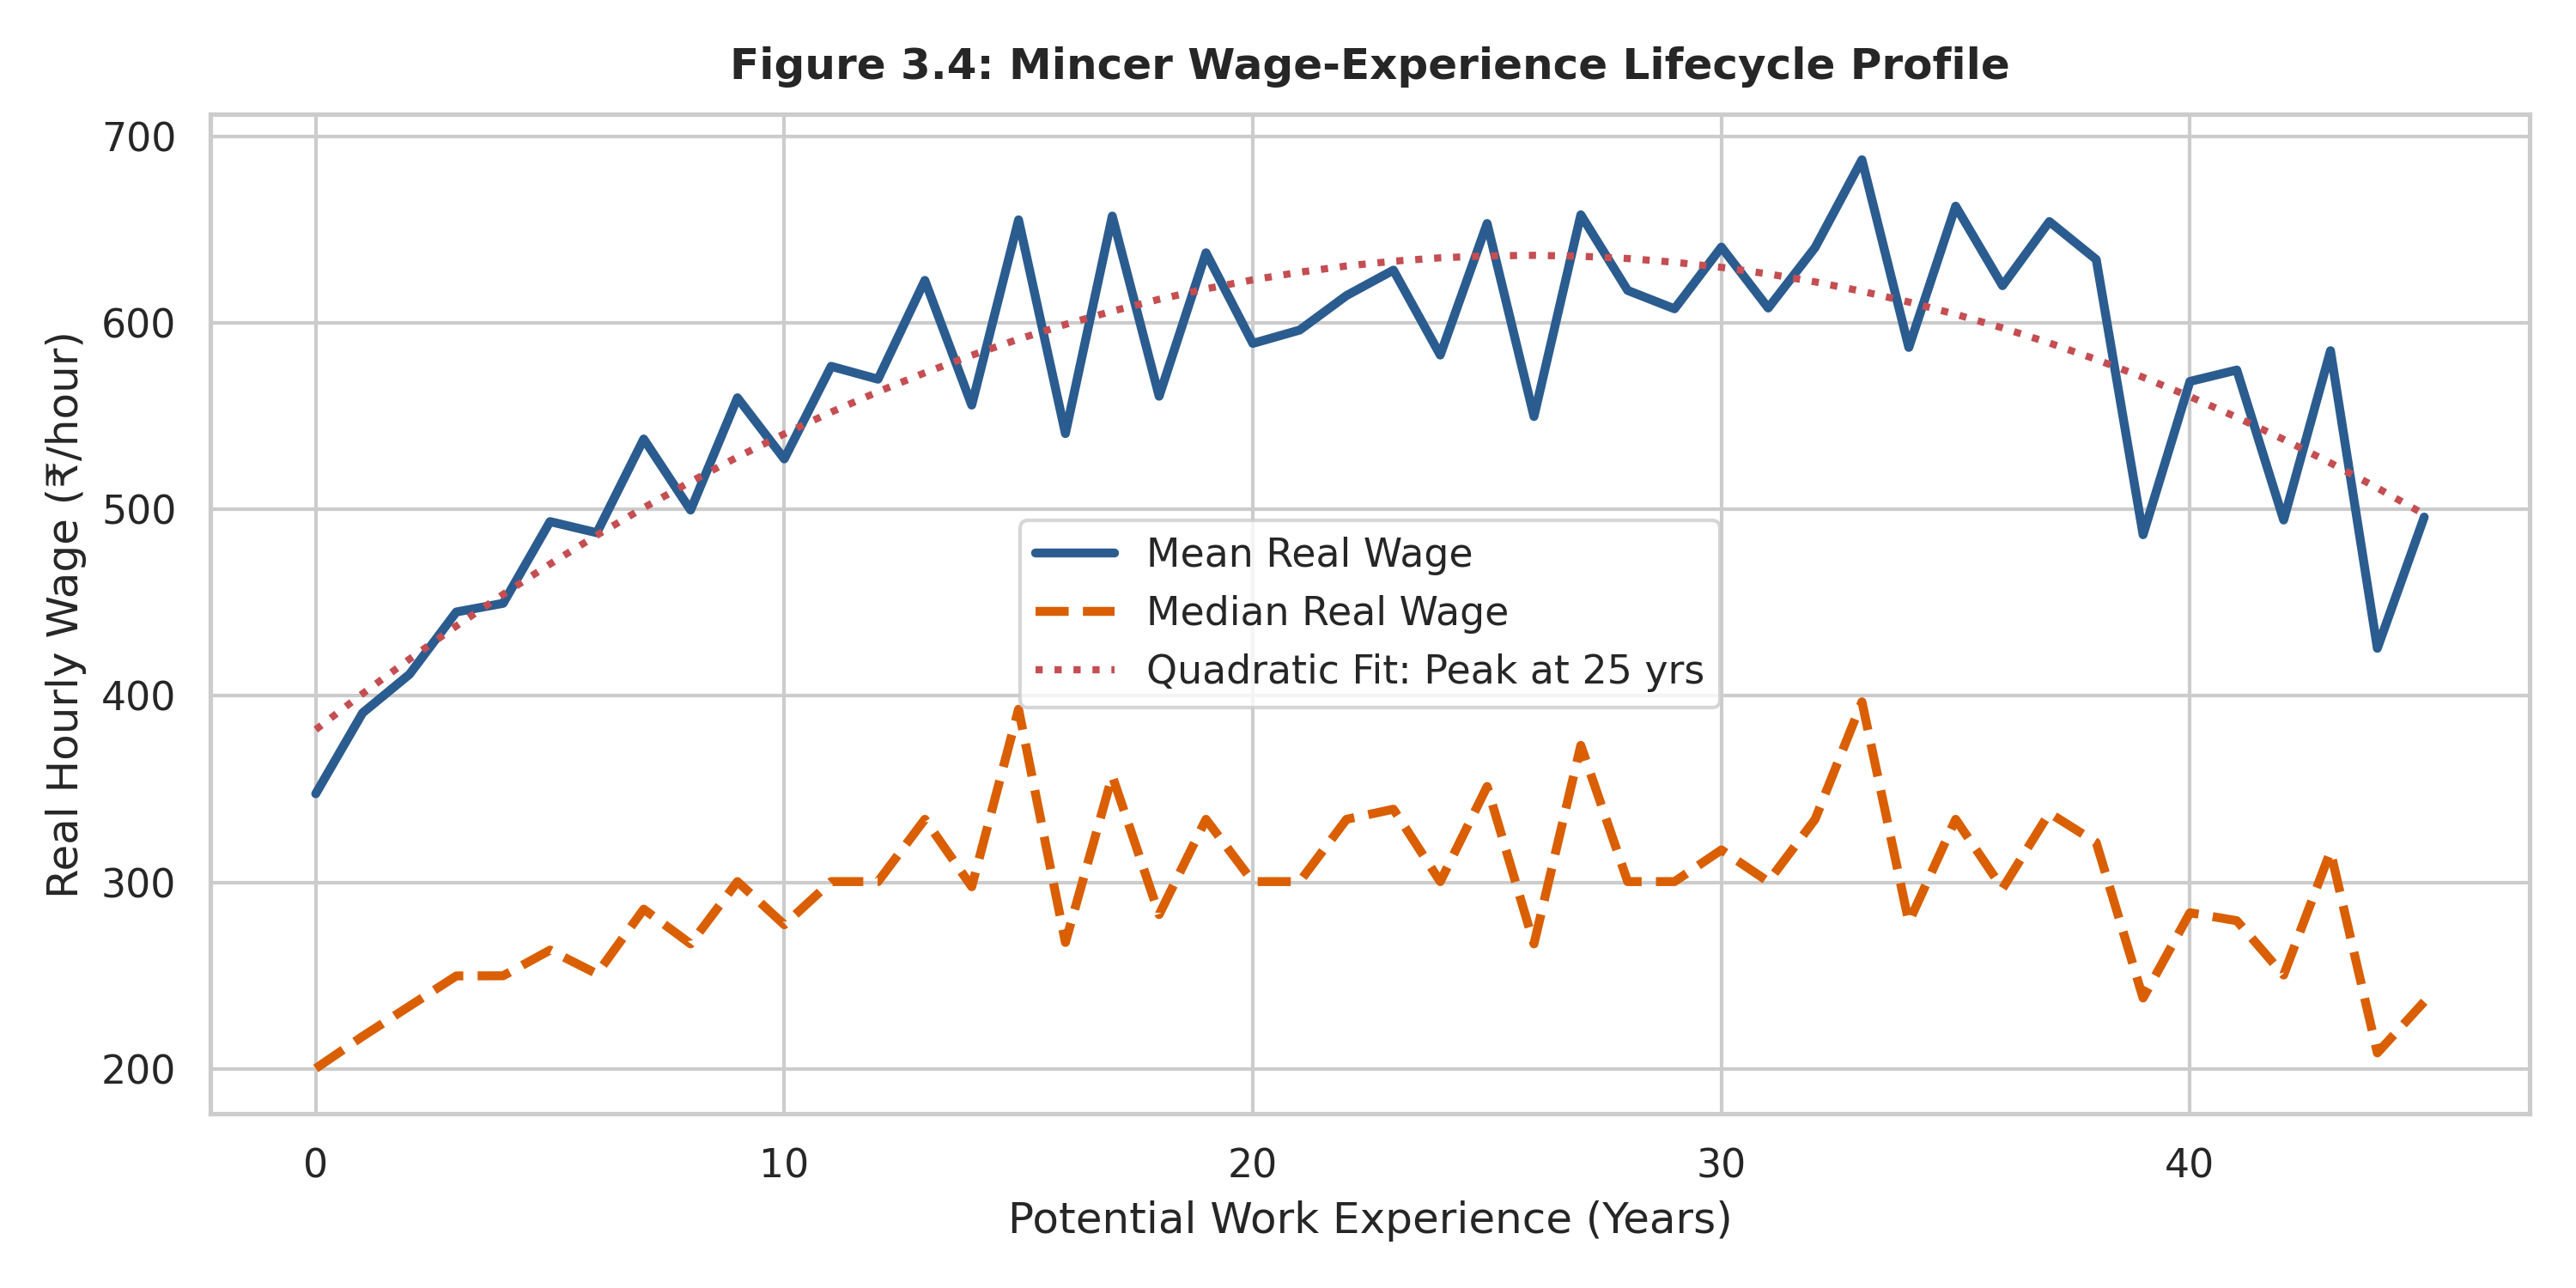 Figure 3.4: Mincer Wage-Experience Lifecycle Profile
Real Hourly Wage (₹/hour)
700
600
500
400
300
200
Mean Real Wage
Median Real Wage
Quadratic Fit: Peak at 25 yrs
0 10 20 30 40
Potential Work Experience (Years)